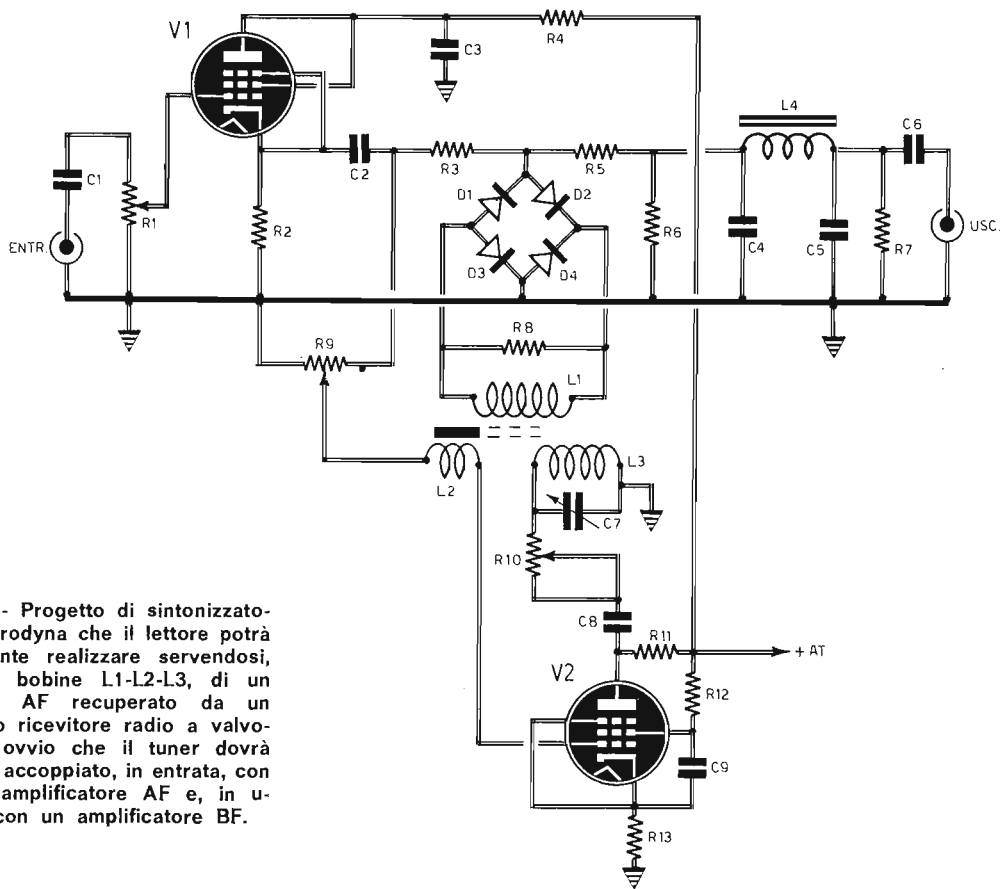 V1
C3
R4
L4
C6
C1
R1
C2
R3
R5
D1
D2
D3
D4
R2
R6
C4
C5
R7
ENTR.
USC.
R9
R8
L1
L2
L3
C7
R10
C8
R11
+ AT
V2
R12
C9
R13
- Progetto di sintonizzato-
rodyna che il lettore potrà
nte realizzare servendosi,
bobine L1-L2-L3, di un
AF recuperato da un
o ricevitore radio a valvo-
ovvio che il tuner dovrà
accoppiato, in entrata, con
amplificatore AF e, in u-
con un amplificatore BF.